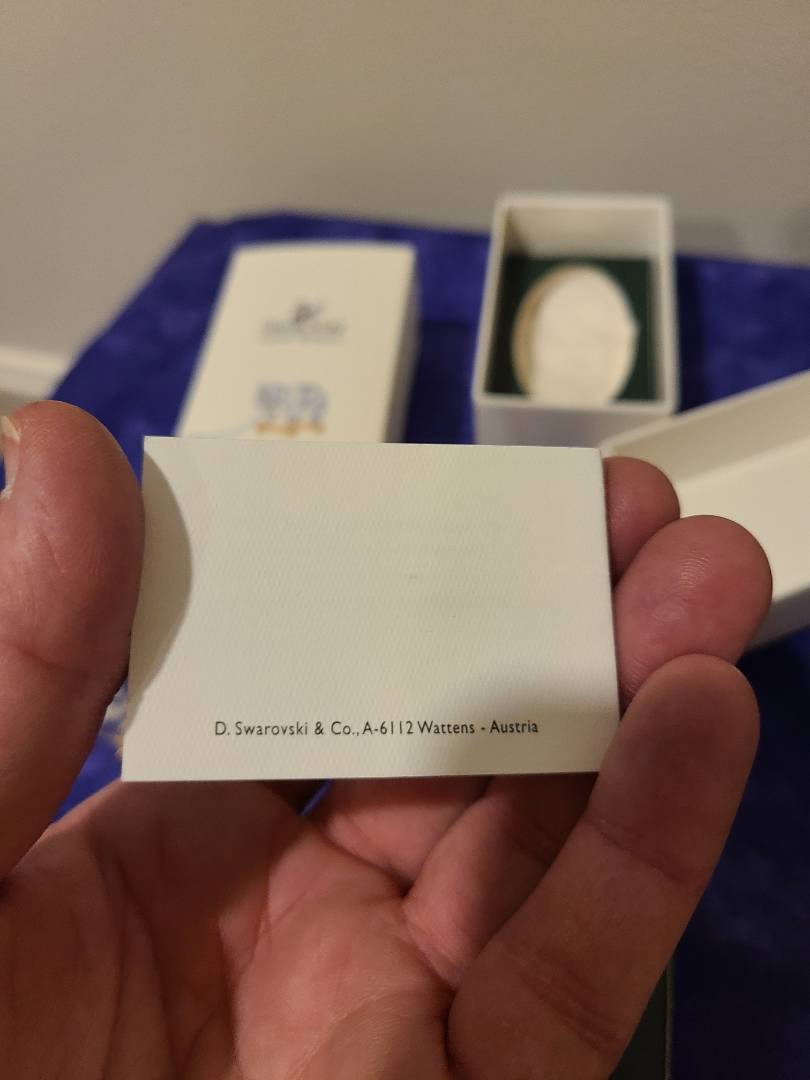 D. Swarovski & Co., A-6112 Wattens - Austria